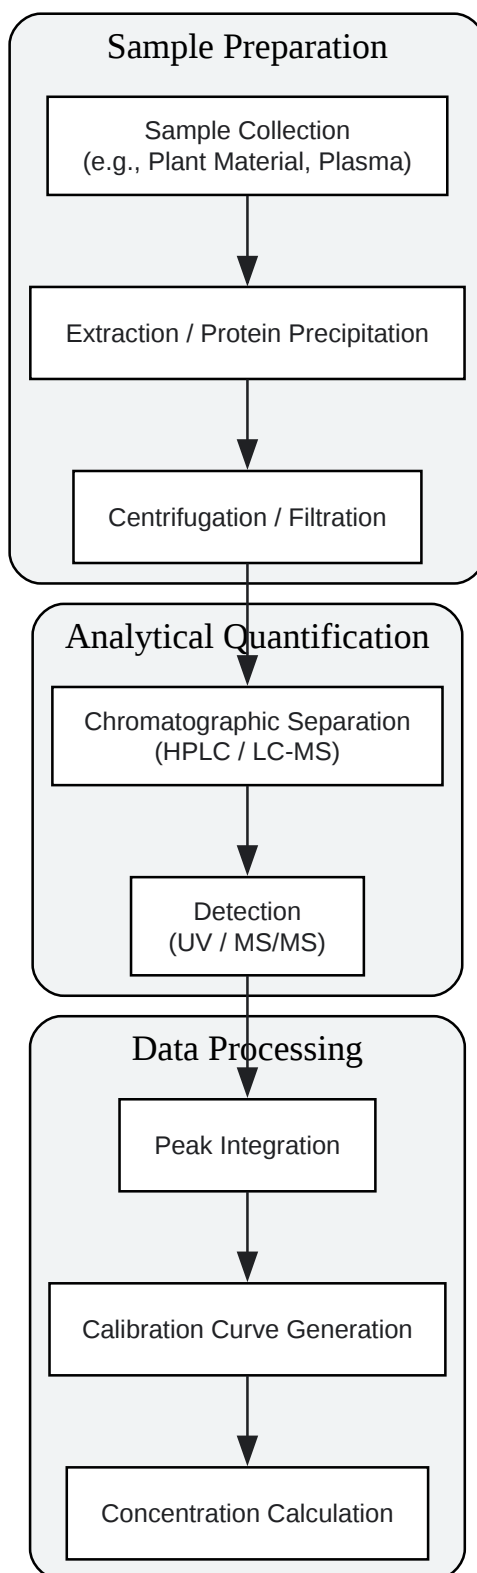 Sample Preparation
Sample Collection
(e.g., Plant Material, Plasma)
Extraction / Protein Precipitation
Centrifugation / Filtration
Analytical Quantification
Chromatographic Separation
(HPLC / LC-MS)
Detection
(UV / MS/MS)
Data Processing
Peak Integration
Calibration Curve Generation
Concentration Calculation